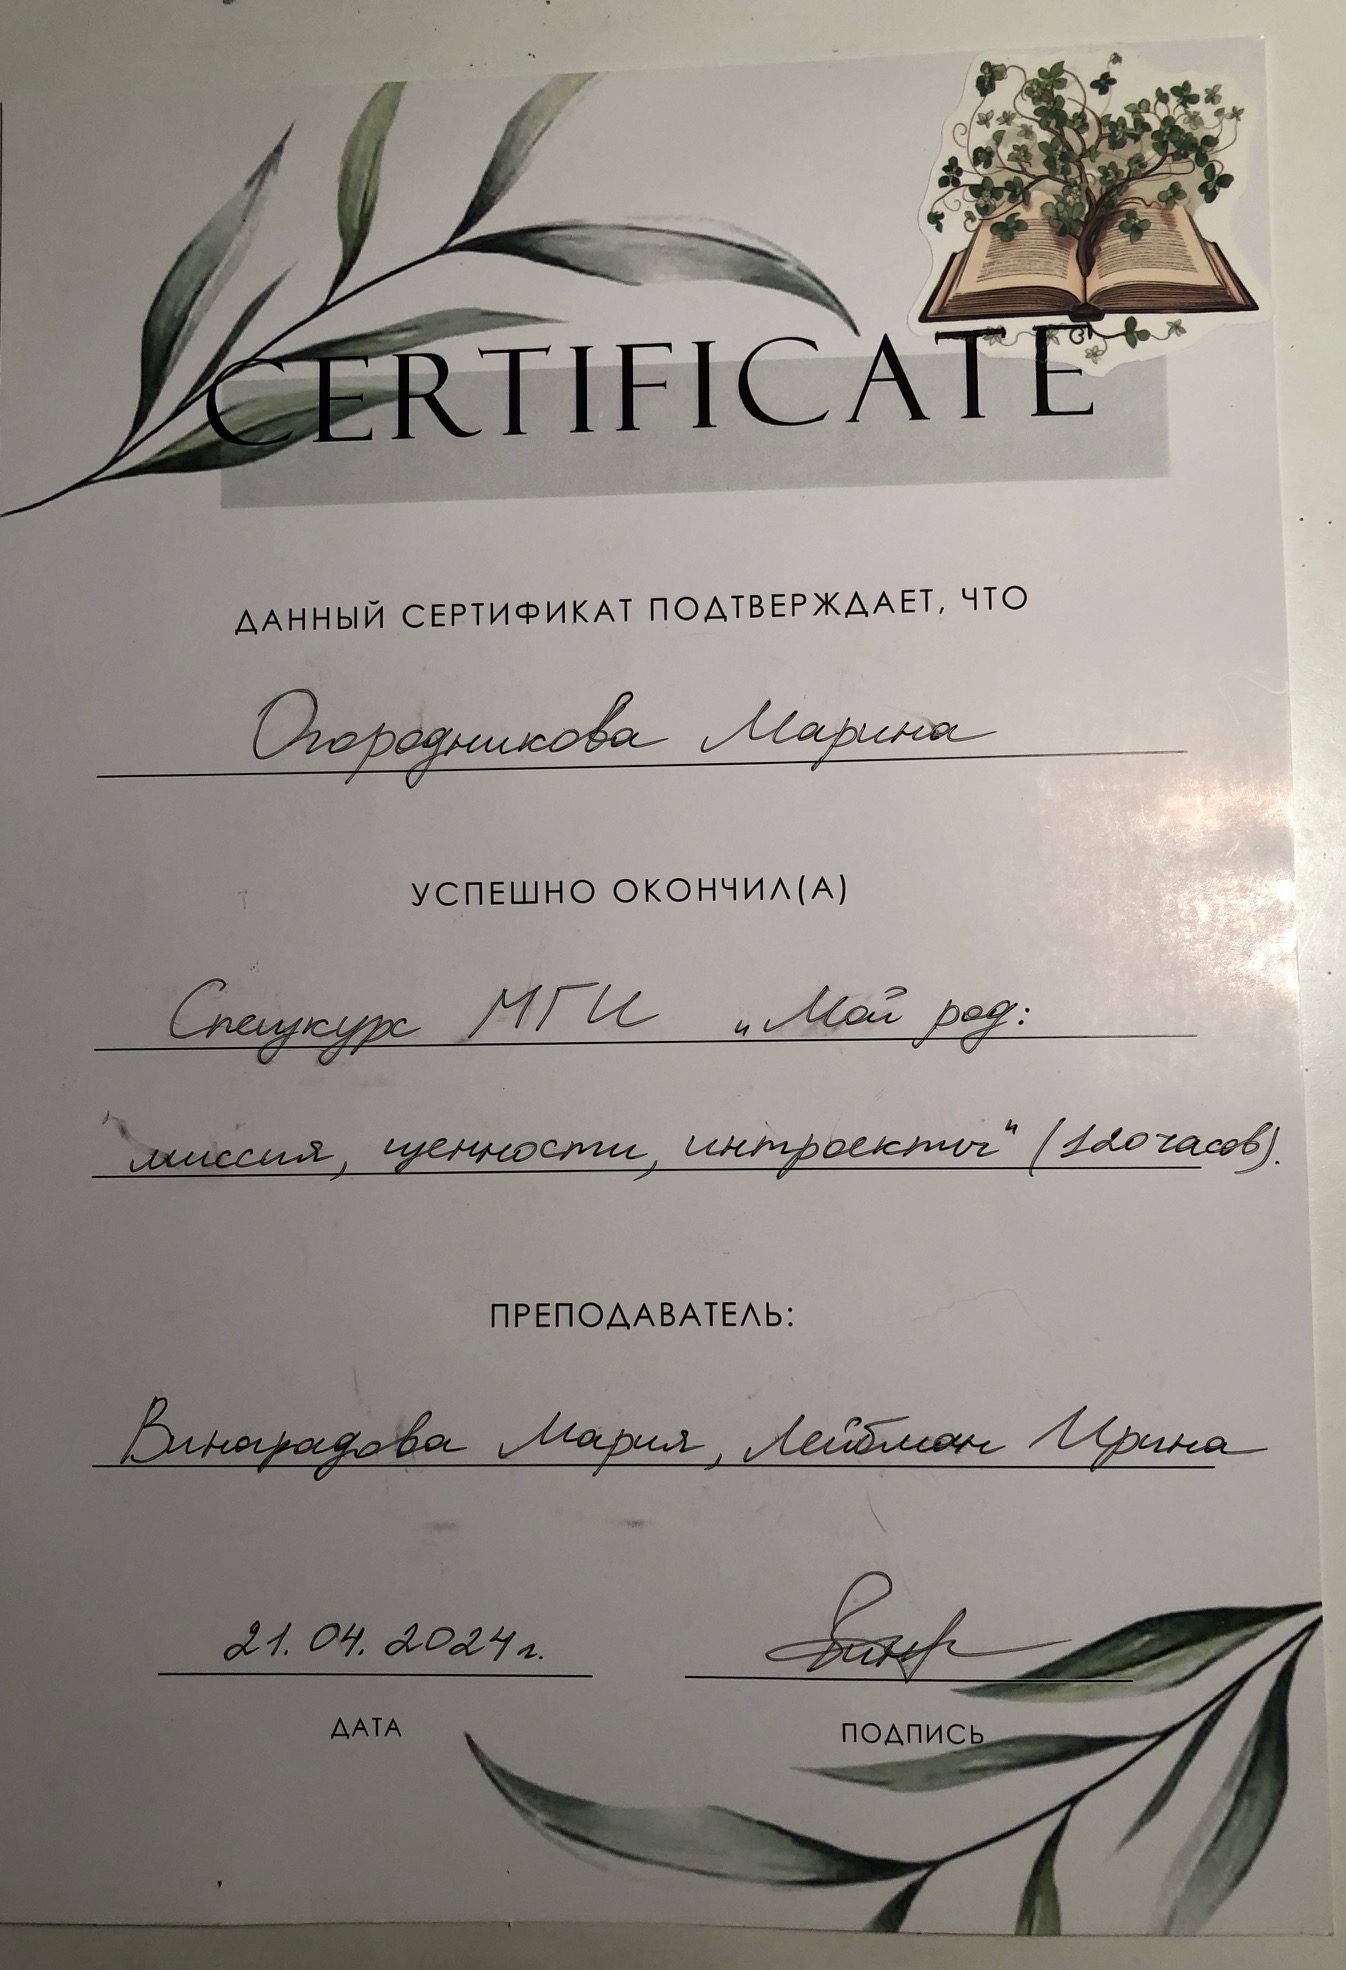 CERTIFICATE
ДАННЫЙ СЕРТИФИКАТ ПОДТВЕРЖДАЕТ, ЧТО
Огородникова Марина
УСПЕШНО ОКОНЧИЛ(А)
Спецкурс МГИ „Мой род:
миссия, ценности, интроекты" (120 часов).
ПРЕПОДАВАТЕЛЬ:
Виноградова Мария, Лейбман Ирина
21.04.2024г.
ДАТА
ПОДПИСЬ